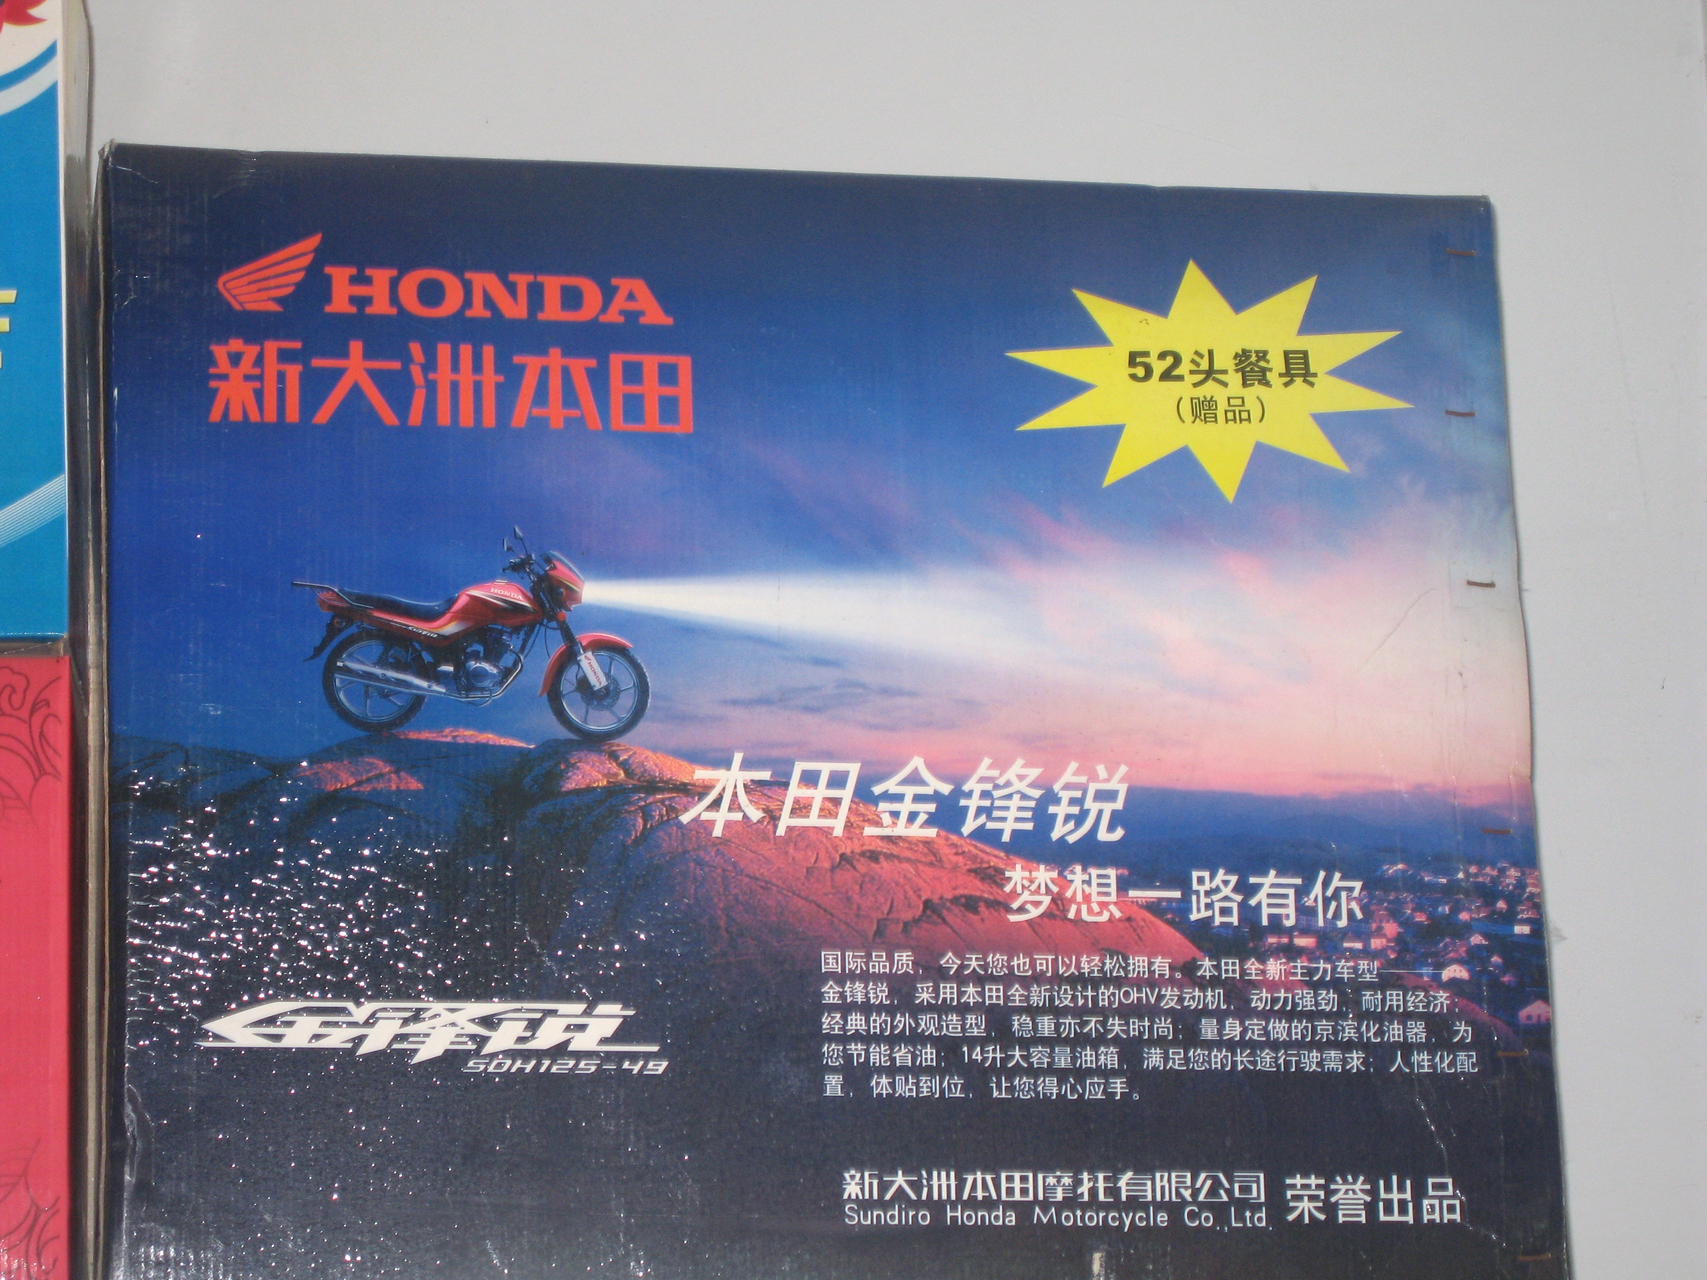 HONDA
新大洲本田
52头餐具
（赠品）
HONDA
本田金锋锐
梦想一路有你
国际品质，今天您也可以轻松拥有。本田全新主力车型——
金锋锐，采用本田全新设计的OHV发动机，动力强劲，耐用经济；
经典的外观造型，稳重亦不失时尚；量身定做的京滨化油器，为
您节能省油；14升大容量油箱，满足您的长途行驶需求；人性化配
置，体贴到位，让您得心应手。
金锋锐
SDH125-49
新大洲本田摩托有限公司 荣誉出品
Sundiro Honda Motorcycle Co.,Ltd.